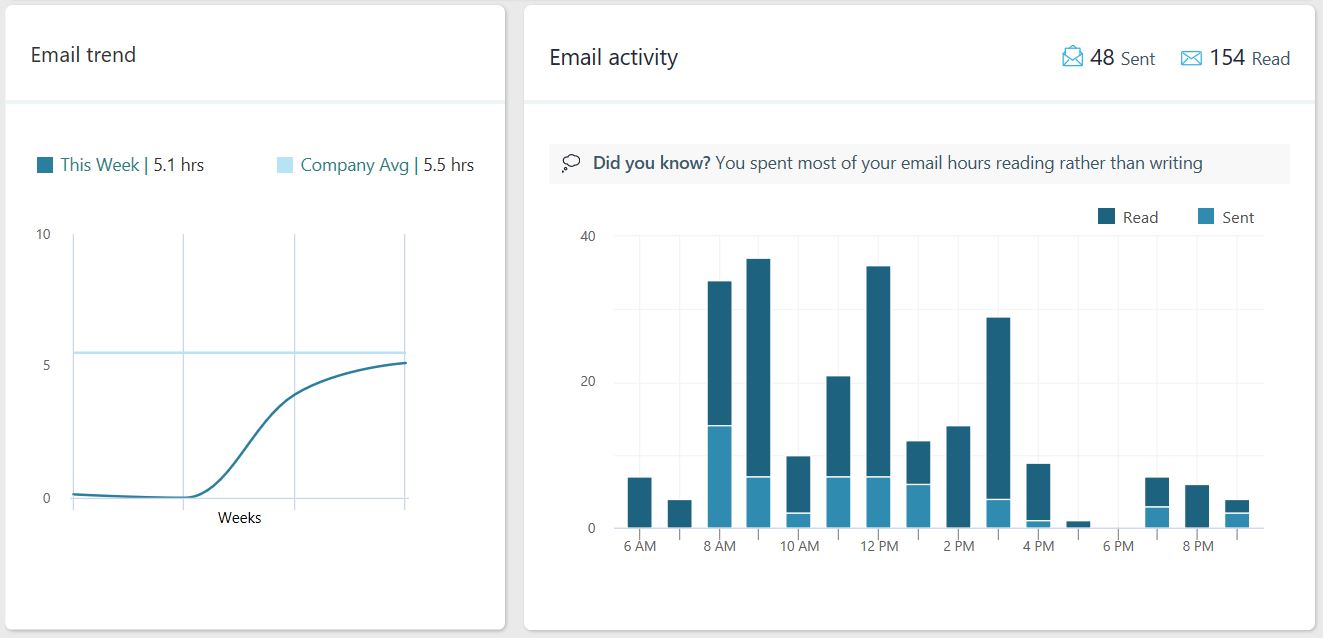 Email trend
This Week | 5.1 hrs
Company Avg | 5.5 hrs
10
5
0
Weeks
Email activity
48 Sent
154 Read
Did you know? You spent most of your email hours reading rather than writing
Read
Sent
40
20
0
6 AM
8 AM
10 AM
12 PM
2 PM
4 PM
6 PM
8 PM